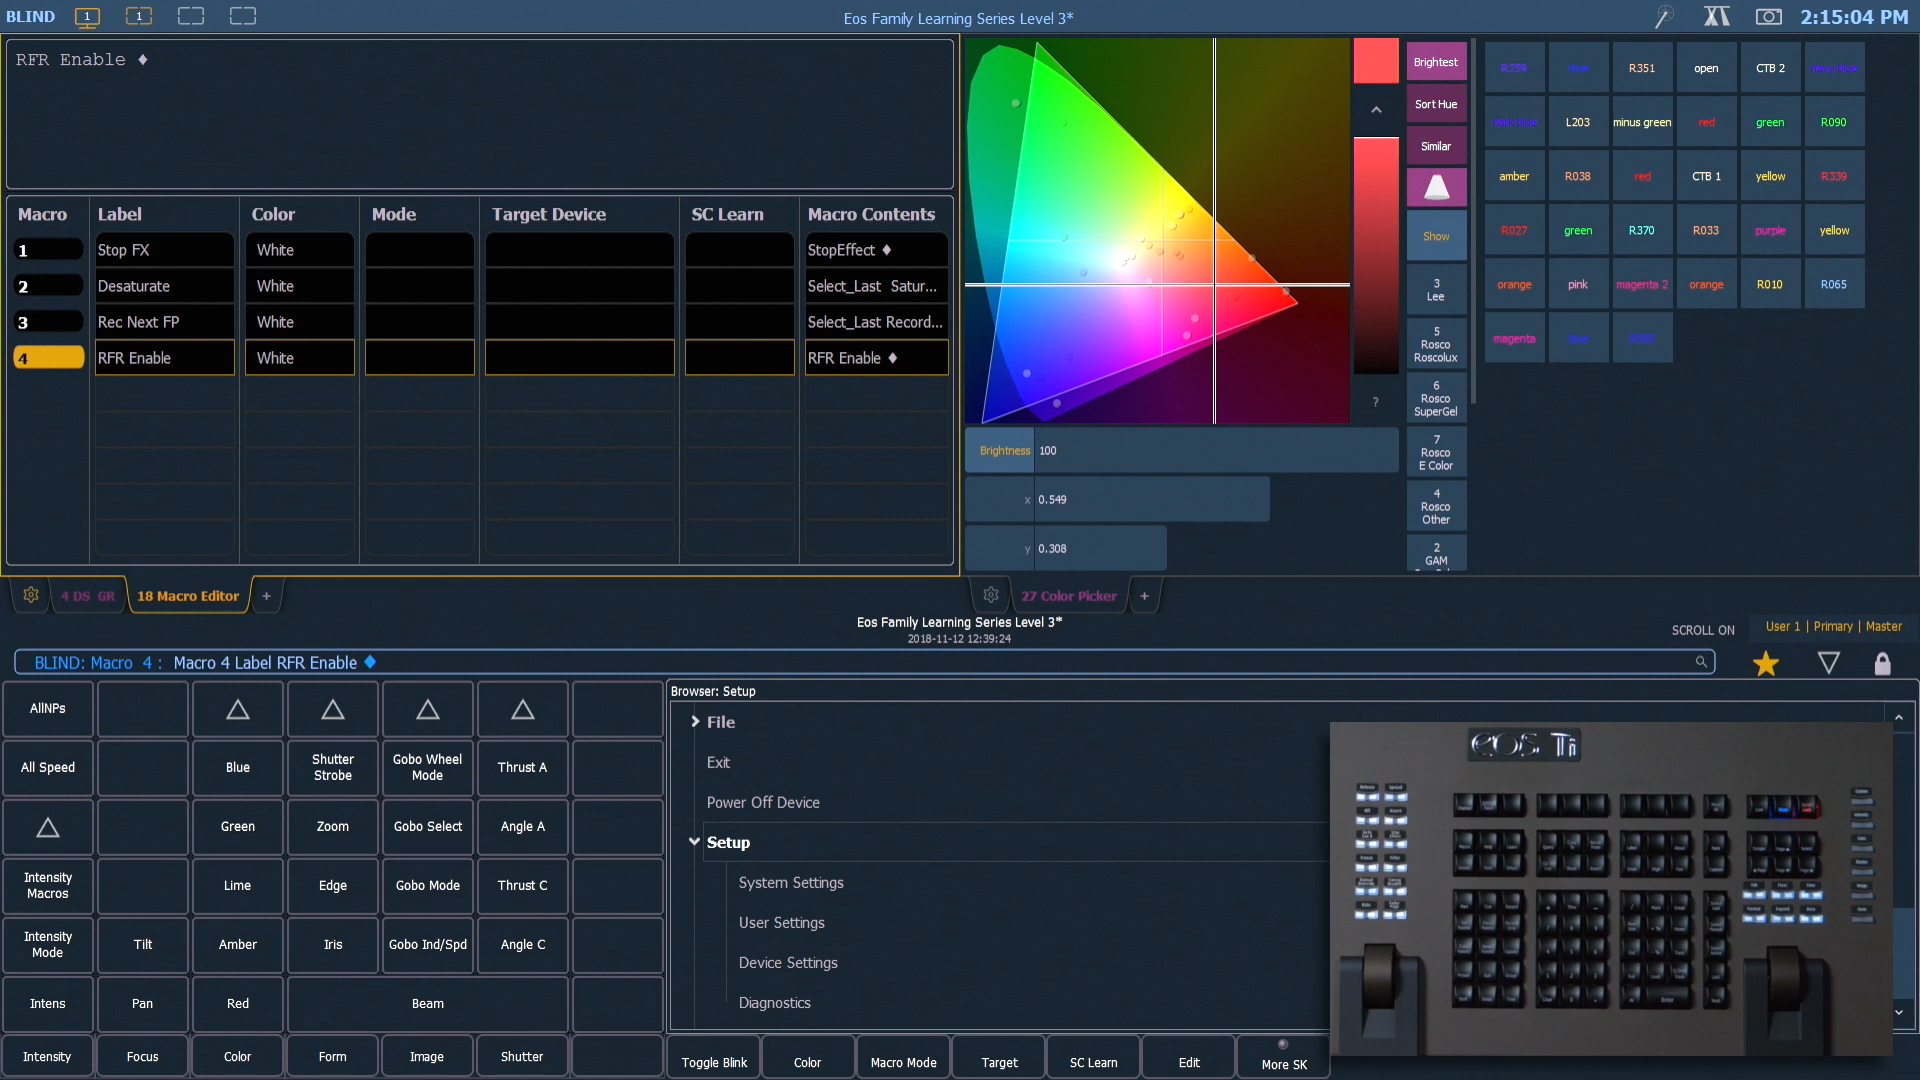 BLIND
1
1
Eos Family Learning Series Level 3*
2:15:04 PM
RFR Enable ♦
Macro Label Color Mode Target Device SC Learn Macro Contents
1 Stop FX White StopEffect ♦
2 Desaturate White Select_Last Satur...
3 Rec Next FP White Select_Last Record...
4 RFR Enable White RFR Enable ♦
Brightest
Sort Hue
Similar
Show
3
Lee
5
Rosco
Roscolux
6
Rosco
SuperGel
7
Rosco
E Color
4
Rosco
Other
2
GAM
?
Brightness 100
x 0.549
y 0.308
R351 open CTB 2
L203 minus green red green R090
amber R038 red CTB 1 yellow R339
R027 green R370 R033 purple yellow
orange pink magenta 2 orange R010 R065
magenta blue
4 DS GR
18 Macro Editor
+
27 Color Picker
+
Eos Family Learning Series Level 3*
2018-11-12 12:39:24
SCROLL ON
User 1 | Primary | Master
BLIND: Macro 4 : Macro 4 Label RFR Enable ♦
AllNPs
All Speed
Blue
Shutter
Strobe
Gobo Wheel
Mode
Thrust A
Green
Zoom
Gobo Select
Angle A
Intensity
Macros
Lime
Edge
Gobo Mode
Thrust C
Intensity
Mode
Tilt
Amber
Iris
Gobo Ind/Spd
Angle C
Intens
Pan
Red
Beam
Intensity
Focus
Color
Form
Image
Shutter
Browser: Setup
File
Exit
Power Off Device
Setup
System Settings
User Settings
Device Settings
Diagnostics
Toggle Blink
Color
Macro Mode
Target
SC Learn
Edit
More SK
eos Ti